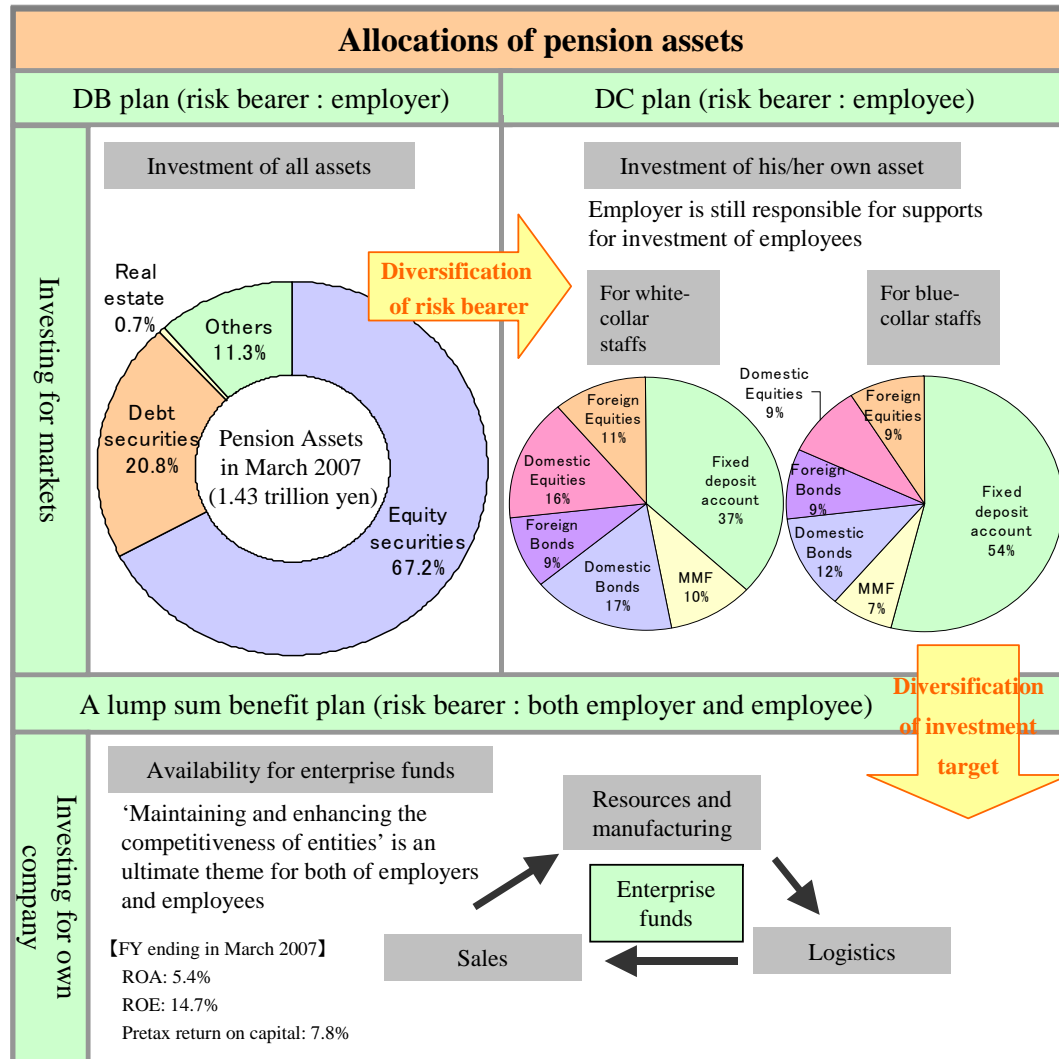 Allocations of pension assets
DB plan (risk bearer : employer)
DC plan (risk bearer : employee)
Investing for markets
Investment of all assets
Real
estate
0.7%
Others
11.3%
Debt
securities
20.8%
Pension Assets
in March 2007
(1.43 trillion yen)
Equity
securities
67.2%
Diversification
of risk bearer
Investment of his/her own asset
Employer is still responsible for supports
for investment of employees
For white-
collar
staffs
Foreign
Equities
11%
Domestic
Equities
16%
Foreign
Bonds
9%
Domestic
Bonds
17%
MMF
10%
Fixed
deposit
account
37%
For blue-
collar staffs
Domestic
Equities
9%
Foreign
Equities
9%
Foreign
Bonds
9%
Domestic
Bonds
12%
MMF
7%
Fixed
deposit
account
54%
Diversification
of investment
target
A lump sum benefit plan (risk bearer : both employer and employee)
Investing for own
company
Availability for enterprise funds
‘Maintaining and enhancing the
competitiveness of entities’ is an
ultimate theme for both of employers
and employees
【FY ending in March 2007】
ROA: 5.4%
ROE: 14.7%
Pretax return on capital: 7.8%
Resources and
manufacturing
Enterprise
funds
Sales
Logistics